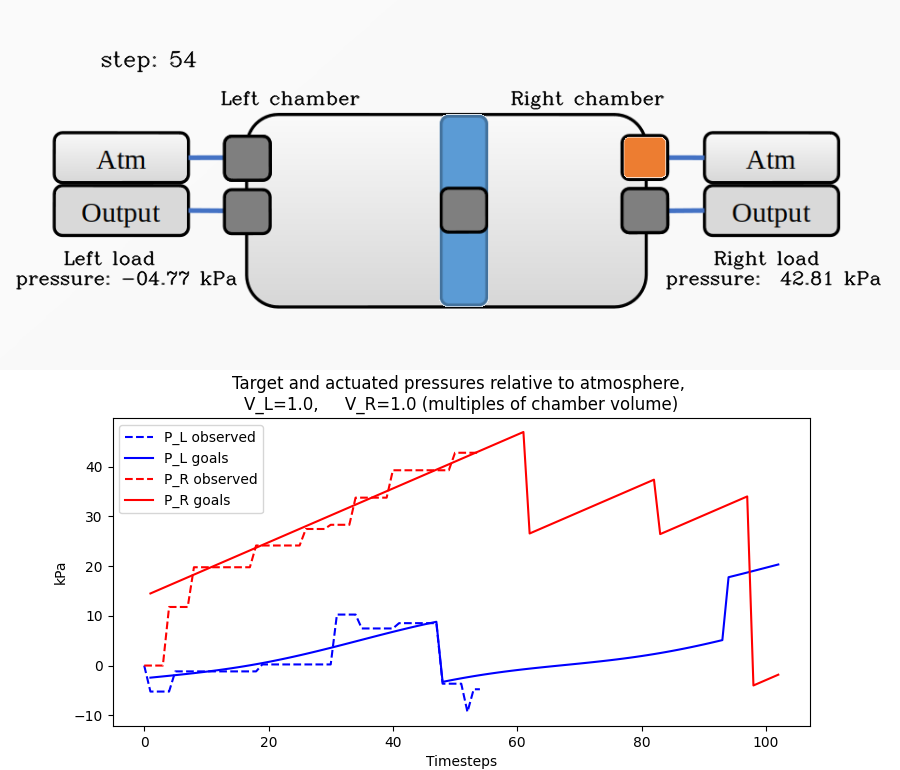 step: 54
Left chamber
Right chamber
Atm
Atm
Output
Output
Left load
pressure: -04.77 kPa
Right load
pressure:  42.81 kPa
Target and actuated pressures relative to atmosphere,
V_L=1.0,     V_R=1.0 (multiples of chamber volume)
P_L observed
P_L goals
P_R observed
P_R goals
40
30
20
10
0
−10
kPa
0 20 40 60 80 100
Timesteps